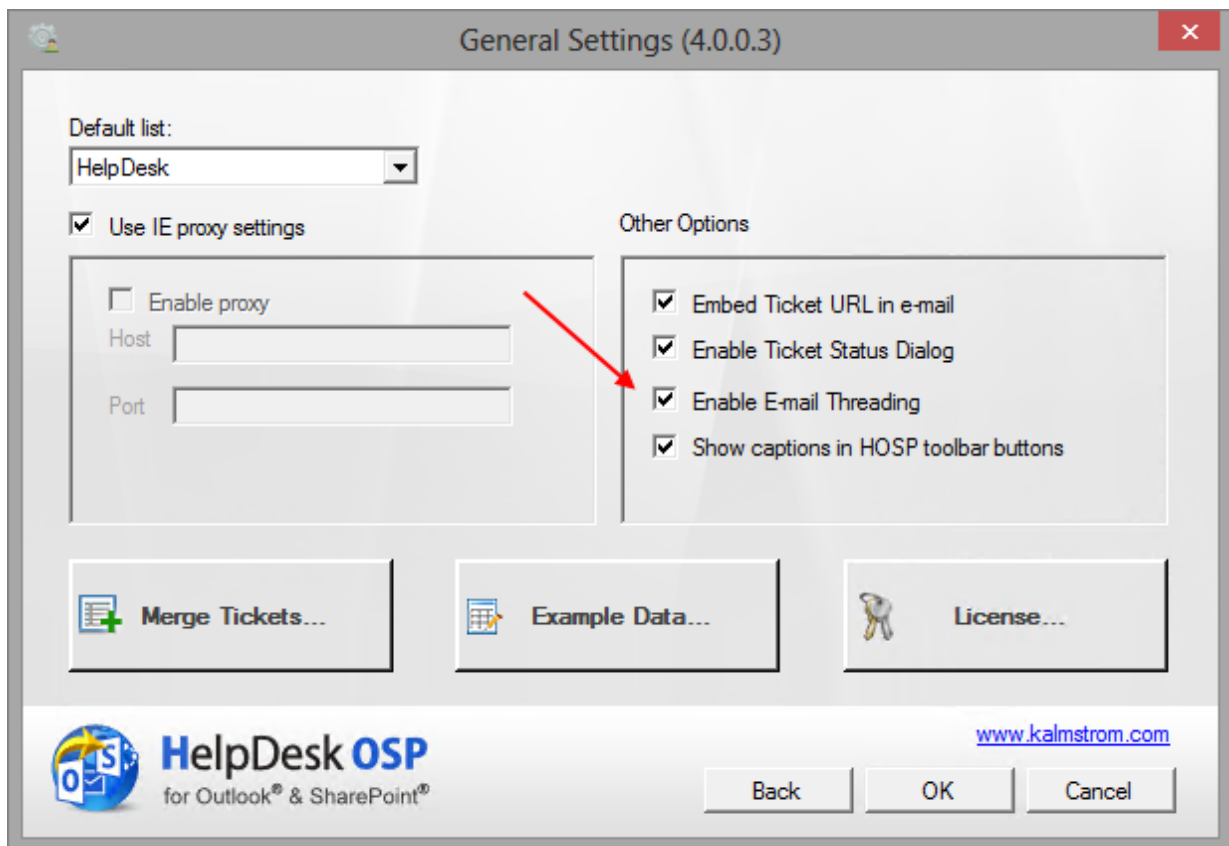 General Settings (4.0.0.3)
Default list:
HelpDesk
Use IE proxy settings
Other Options
Enable proxy
Host
Port
Embed Ticket URL in e-mail
Enable Ticket Status Dialog
Enable E-mail Threading
Show captions in HOSP toolbar buttons
Merge Tickets...
Example Data...
License...
www.kalmstrom.com
HelpDesk OSP
for Outlook® & SharePoint®
Back
OK
Cancel